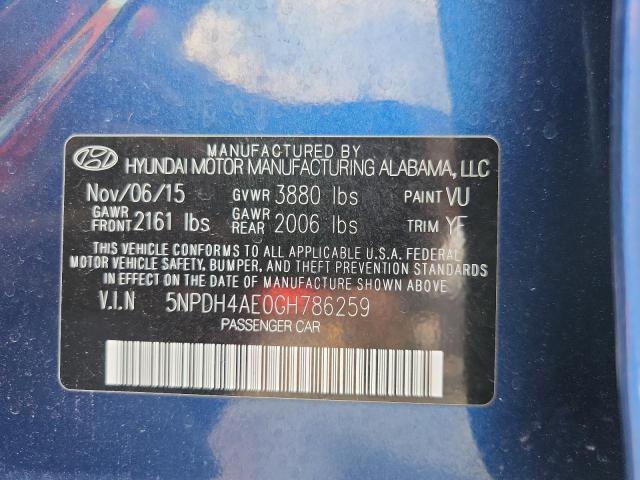 MANUFACTURED BY
HYUNDAI MOTOR MANUFACTURING ALABAMA, LLC
Nov/06/15 GVWR 3880 lbs PAINT VU
GAWR FRONT 2161 lbs GAWR REAR 2006 lbs TRIM YF
THIS VEHICLE CONFORMS TO ALL APPLICABLE U.S.A. FEDERAL
MOTOR VEHICLE SAFETY, BUMPER, AND THEFT PREVENTION STANDARDS
IN EFFECT ON THE DATE OF MANUFACTURE SHOWN ABOVE.
V.I.N 5NPDH4AE0GH786259
PASSENGER CAR